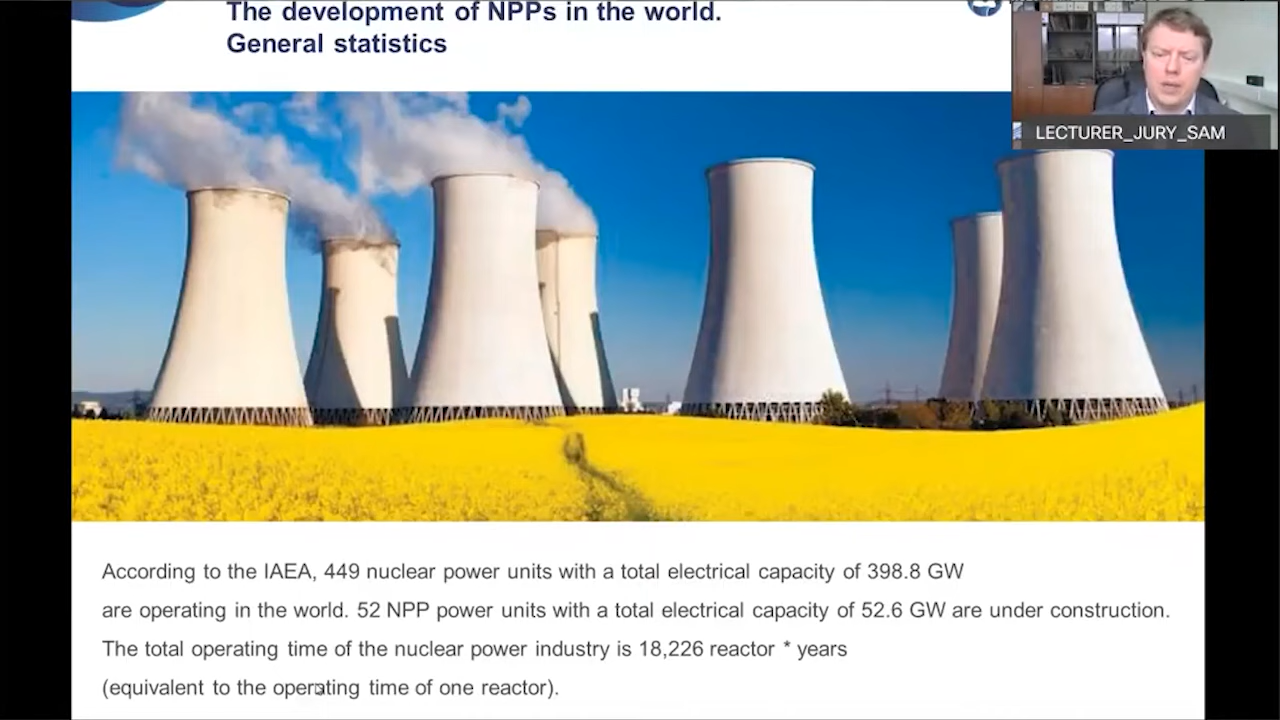 The development of NPPs in the world.
General statistics
LECTURER_JURY_SAM
According to the IAEA, 449 nuclear power units with a total electrical capacity of 398.8 GW
are operating in the world. 52 NPP power units with a total electrical capacity of 52.6 GW are under construction.
The total operating time of the nuclear power industry is 18,226 reactor * years
(equivalent to the operating time of one reactor).